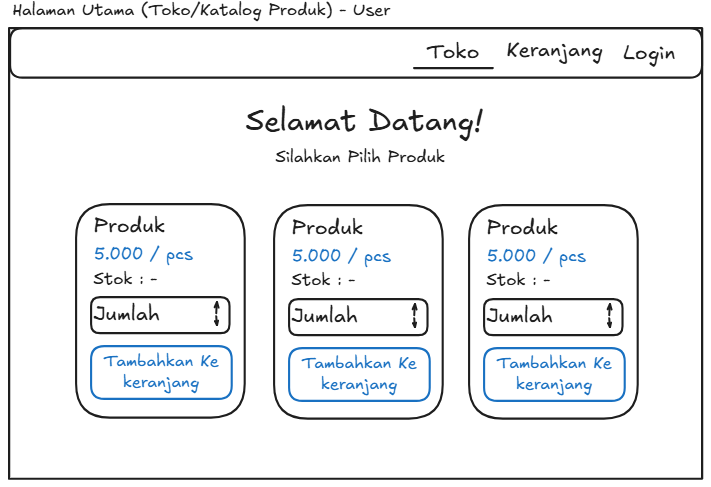 Halaman Utama (Toko/Katalog Produk) - User
Toko Keranjang Login
Selamat Datang!
Silahkan Pilih Produk
Produk
5.000 / pcs
Stok : -
Jumlah
Tambahkan Ke
keranjang
Produk
5.000 / pcs
Stok : -
Jumlah
Tambahkan Ke
keranjang
Produk
5.000 / pcs
Stok : -
Jumlah
Tambahkan Ke
keranjang